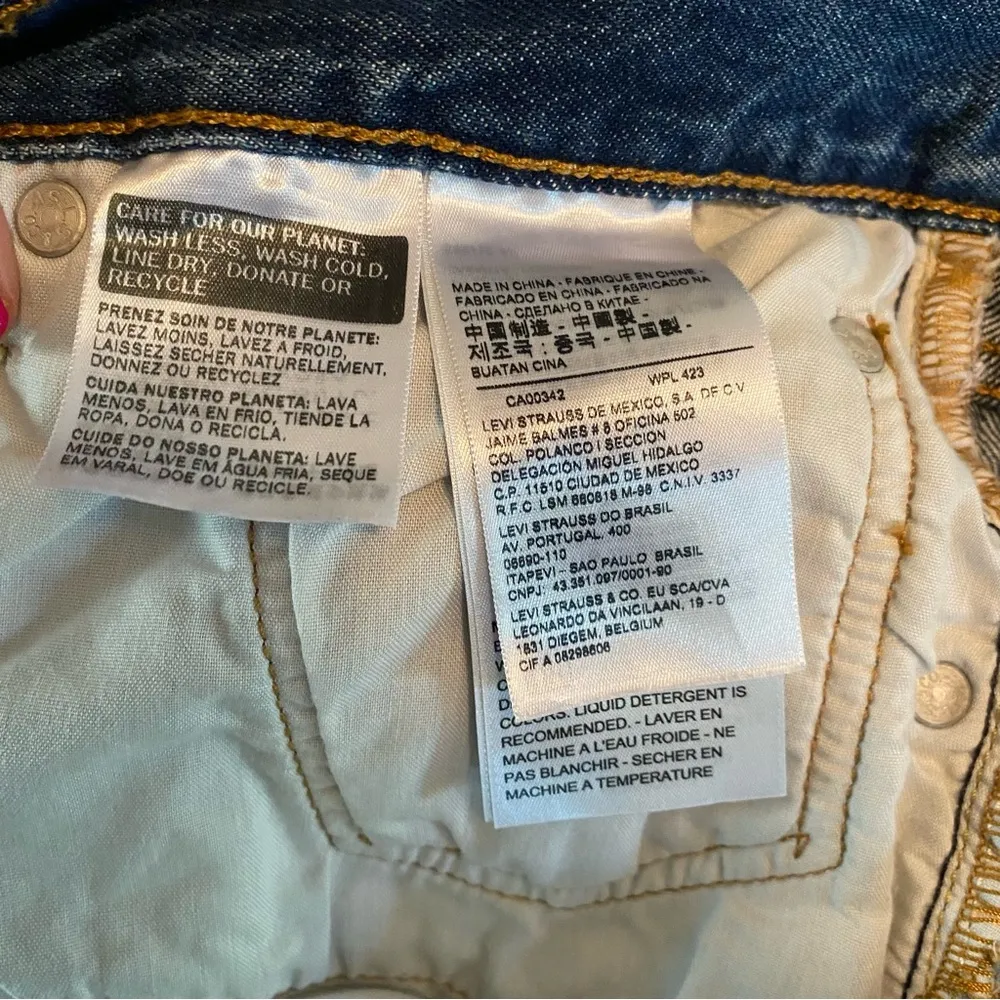 CARE FOR OUR PLANET:
WASH LESS, WASH COLD,
LINE DRY, DONATE OR
RECYCLE
PRENEZ SOIN DE NOTRE PLANETE:
LAVEZ MOINS, LAVEZ A FROID,
LAISSEZ SECHER NATURELLEMENT,
DONNEZ OU RECYCLEZ
CUIDA NUESTRO PLANETA: LAVA
MENOS, LAVA EN FRIO, TIENDE LA
ROPA, DONA O RECICLA.
CUIDE DO NOSSO PLANETA: LAVE
MENOS, LAVE EM ÁGUA FRIA, SEQUE
EM VARAL, DOE OU RECICLE.
MADE IN CHINA - FABRIQUE EN CHINE -
FABRICADO EN CHINA - FABRICADO NA
CHINA - СДЕЛАНО В КИТАЕ -
中国制造 - 中國製 -
제조국: 중국 - 中国製 -
BUATAN CINA
CA00342 WPL 423
LEVI STRAUSS DE MEXICO, S.A. DF C V
JAIME BALMES # 8 OFICINA 502
COL. POLANCO I SECCION
DELEGACIÓN MIGUEL HIDALGO
C.P. 11510 CIUDAD DE MEXICO
R.F.C. LSM 660618 M-98 C.N.I.V. 3337
LEVI STRAUSS DO BRASIL
AV. PORTUGAL, 400
06690-110
ITAPEVI - SAO PAULO BRASIL
CNPJ: 43.351.097/0001-90
LEVI STRAUSS & CO. EU SCA/CVA
LEONARDO DA VINCILAAN, 19 - D
1831 DIEGEM, BELGIUM
CIF A 08298606
COLORS. LIQUID DETERGENT IS
RECOMMENDED. - LAVER EN
MACHINE A L'EAU FROIDE - NE
PAS BLANCHIR - SECHER EN
MACHINE A TEMPERATURE